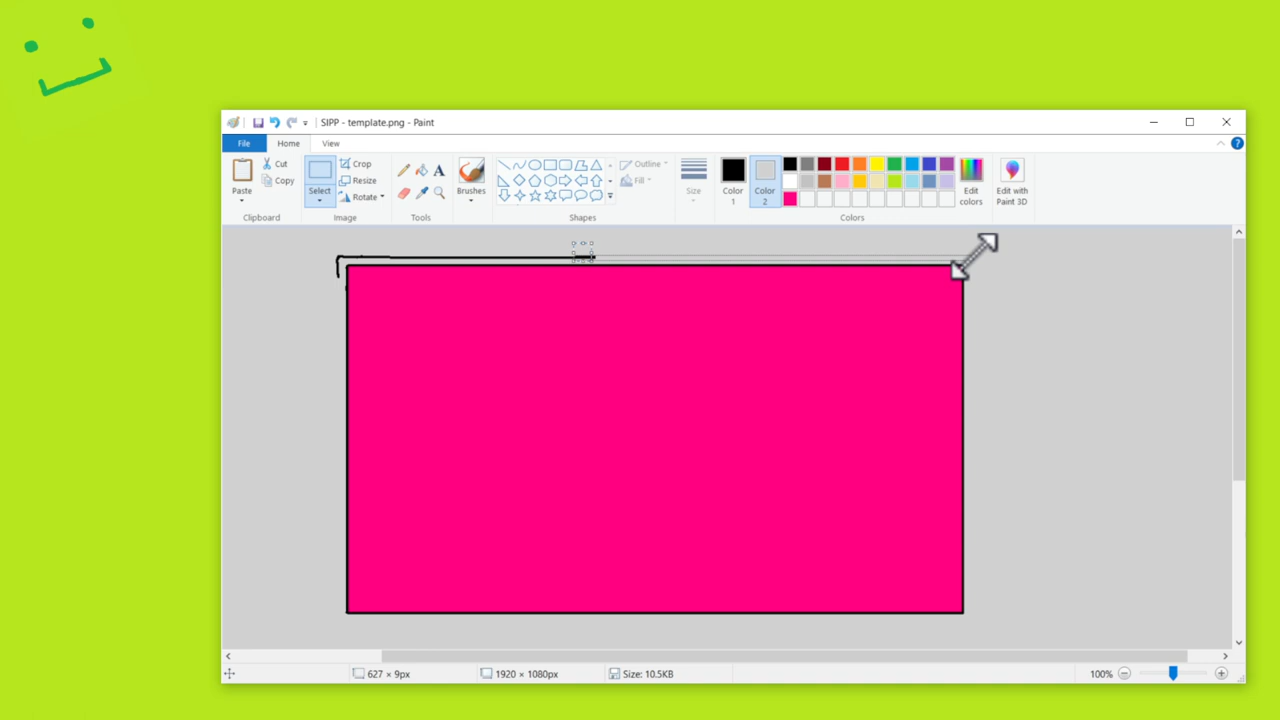 SIPP - template.png - Paint
File Home View
Paste Cut Copy
Select Crop Resize Rotate
Brushes
Outline Fill
Size
Color 1 Color 2
Edit colors
Edit with Paint 3D
Clipboard Image Tools Shapes Colors
627 × 9px 1920 × 1080px Size: 10.5KB 100%